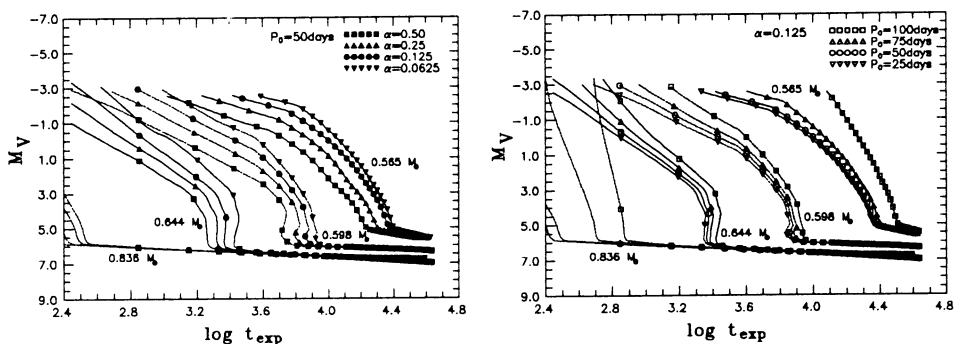 -7.0
-5.0
-3.0
-1.0
1.0
3.0
5.0
7.0
9.0
M_V
P₀=50days
α=0.50
α=0.25
α=0.125
α=0.0625
0.565 M⊙
0.644 M⊙
0.598 M⊙
0.836 M⊙
2.4 2.8 3.2 3.6 4.0 4.4 4.8
log t_exp
-7.0
-5.0
-3.0
-1.0
1.0
3.0
5.0
7.0
9.0
M_V
α=0.125
P₀=100days
P₀=75days
P₀=50days
P₀=25days
0.565 M⊙
0.598 M⊙
0.644 M⊙
0.836 M⊙
2.4 2.8 3.2 3.6 4.0 4.4 4.8
log t_exp